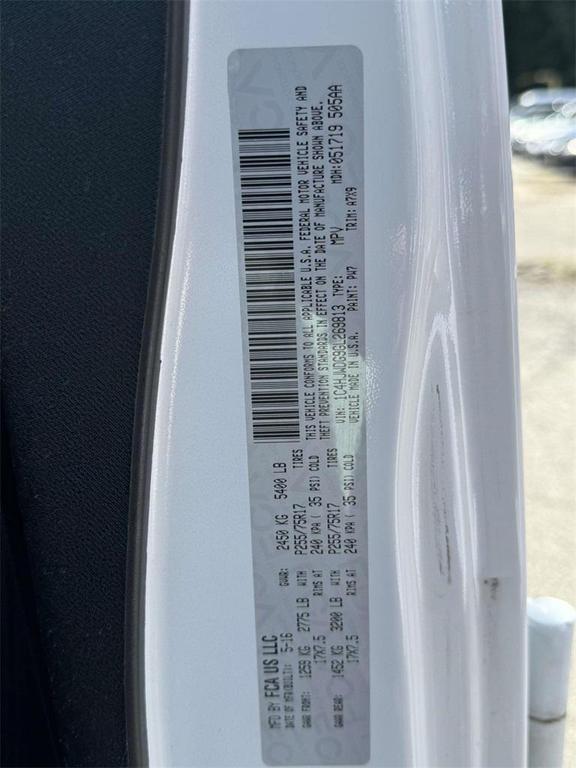 MFD BY FCA US LLC
DATE OF MFR(BUILT): 5-16 GVWR: 2450 KG 5400 LB
GAWR FRONT: 1259 KG 2775 LB WITH P255/75R17 TIRES
17X7.5 RIMS AT 240 KPA ( 35 PSI) COLD
GAWR REAR: 1452 KG 3200 LB WITH P255/75R17 TIRES
17X7.5 RIMS AT 240 KPA ( 35 PSI) COLD
THIS VEHICLE CONFORMS TO ALL APPLICABLE U.S.A. FEDERAL MOTOR VEHICLE SAFETY AND
THEFT PREVENTION STANDARDS IN EFFECT ON THE DATE OF MANUFACTURE SHOWN ABOVE.
VIN: 1C4HJWDG9GL269813 TYPE: MPV MDH:051719 505AA
VEHICLE MADE IN U.S.A. PAINT: PW7 TRIM: A7X9